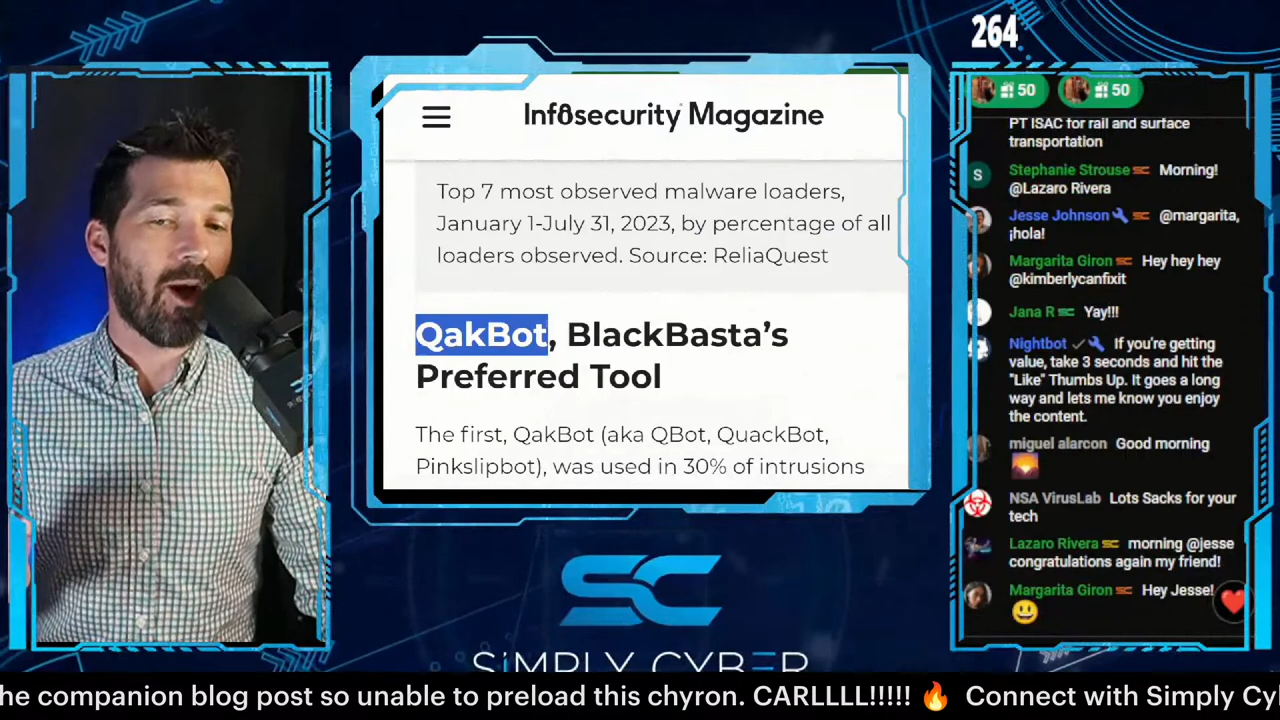 264
Infosecurity Magazine
Top 7 most observed malware loaders,
January 1-July 31, 2023, by percentage of all
loaders observed. Source: ReliaQuest
QakBot, BlackBasta’s
Preferred Tool
The first, QakBot (aka QBot, QuackBot,
Pinkslipbot), was used in 30% of intrusions
SC
SIMPLY CYBER
50
50
PT ISAC for rail and surface
transportation
S
Stephanie Strouse Morning!
@Lazaro Rivera
Jesse Johnson @margarita,
¡hola!
Margarita Giron Hey hey hey
@kimberlycanfixit
Jana R Yay!!!
Nightbot If you're getting
value, take 3 seconds and hit the
"Like" Thumbs Up. It goes a long
way and lets me know you enjoy
the content.
miguel alarcon Good morning
🌅
NSA VirusLab Lots Sacks for your
tech
Lazaro Rivera morning @jesse
congratulations again my friend!
Margarita Giron Hey Jesse!
😃
he companion blog post so unable to preload this chyron. CARLLLL!!!!! 🔥 Connect with Simply Cy